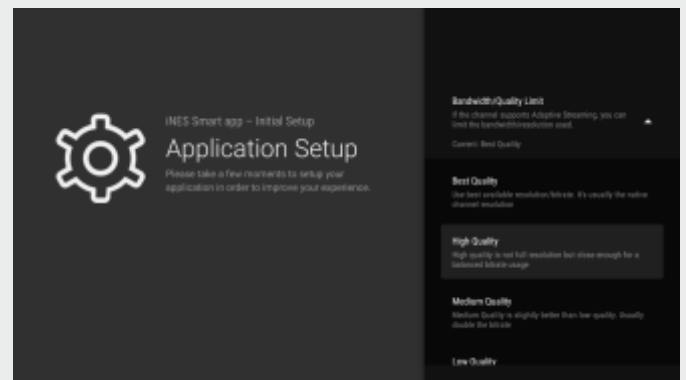 iNES Smart app – Initial Setup
Application Setup
Please take a few moments to setup your
application in order to improve your experience.
Bandwidth/Quality Limit
If the channel supports Adaptive Streaming, you can
limit the bandwidth/resolution used.
Current: Best Quality
Best Quality
Use best available resolution/bitrate. It's usually the native
channel resolution
High Quality
High quality is not full resolution but close enough for a
balanced bitrate usage
Medium Quality
Medium Quality is slightly better than low quality. Usually
double the bitrate
Low Quality